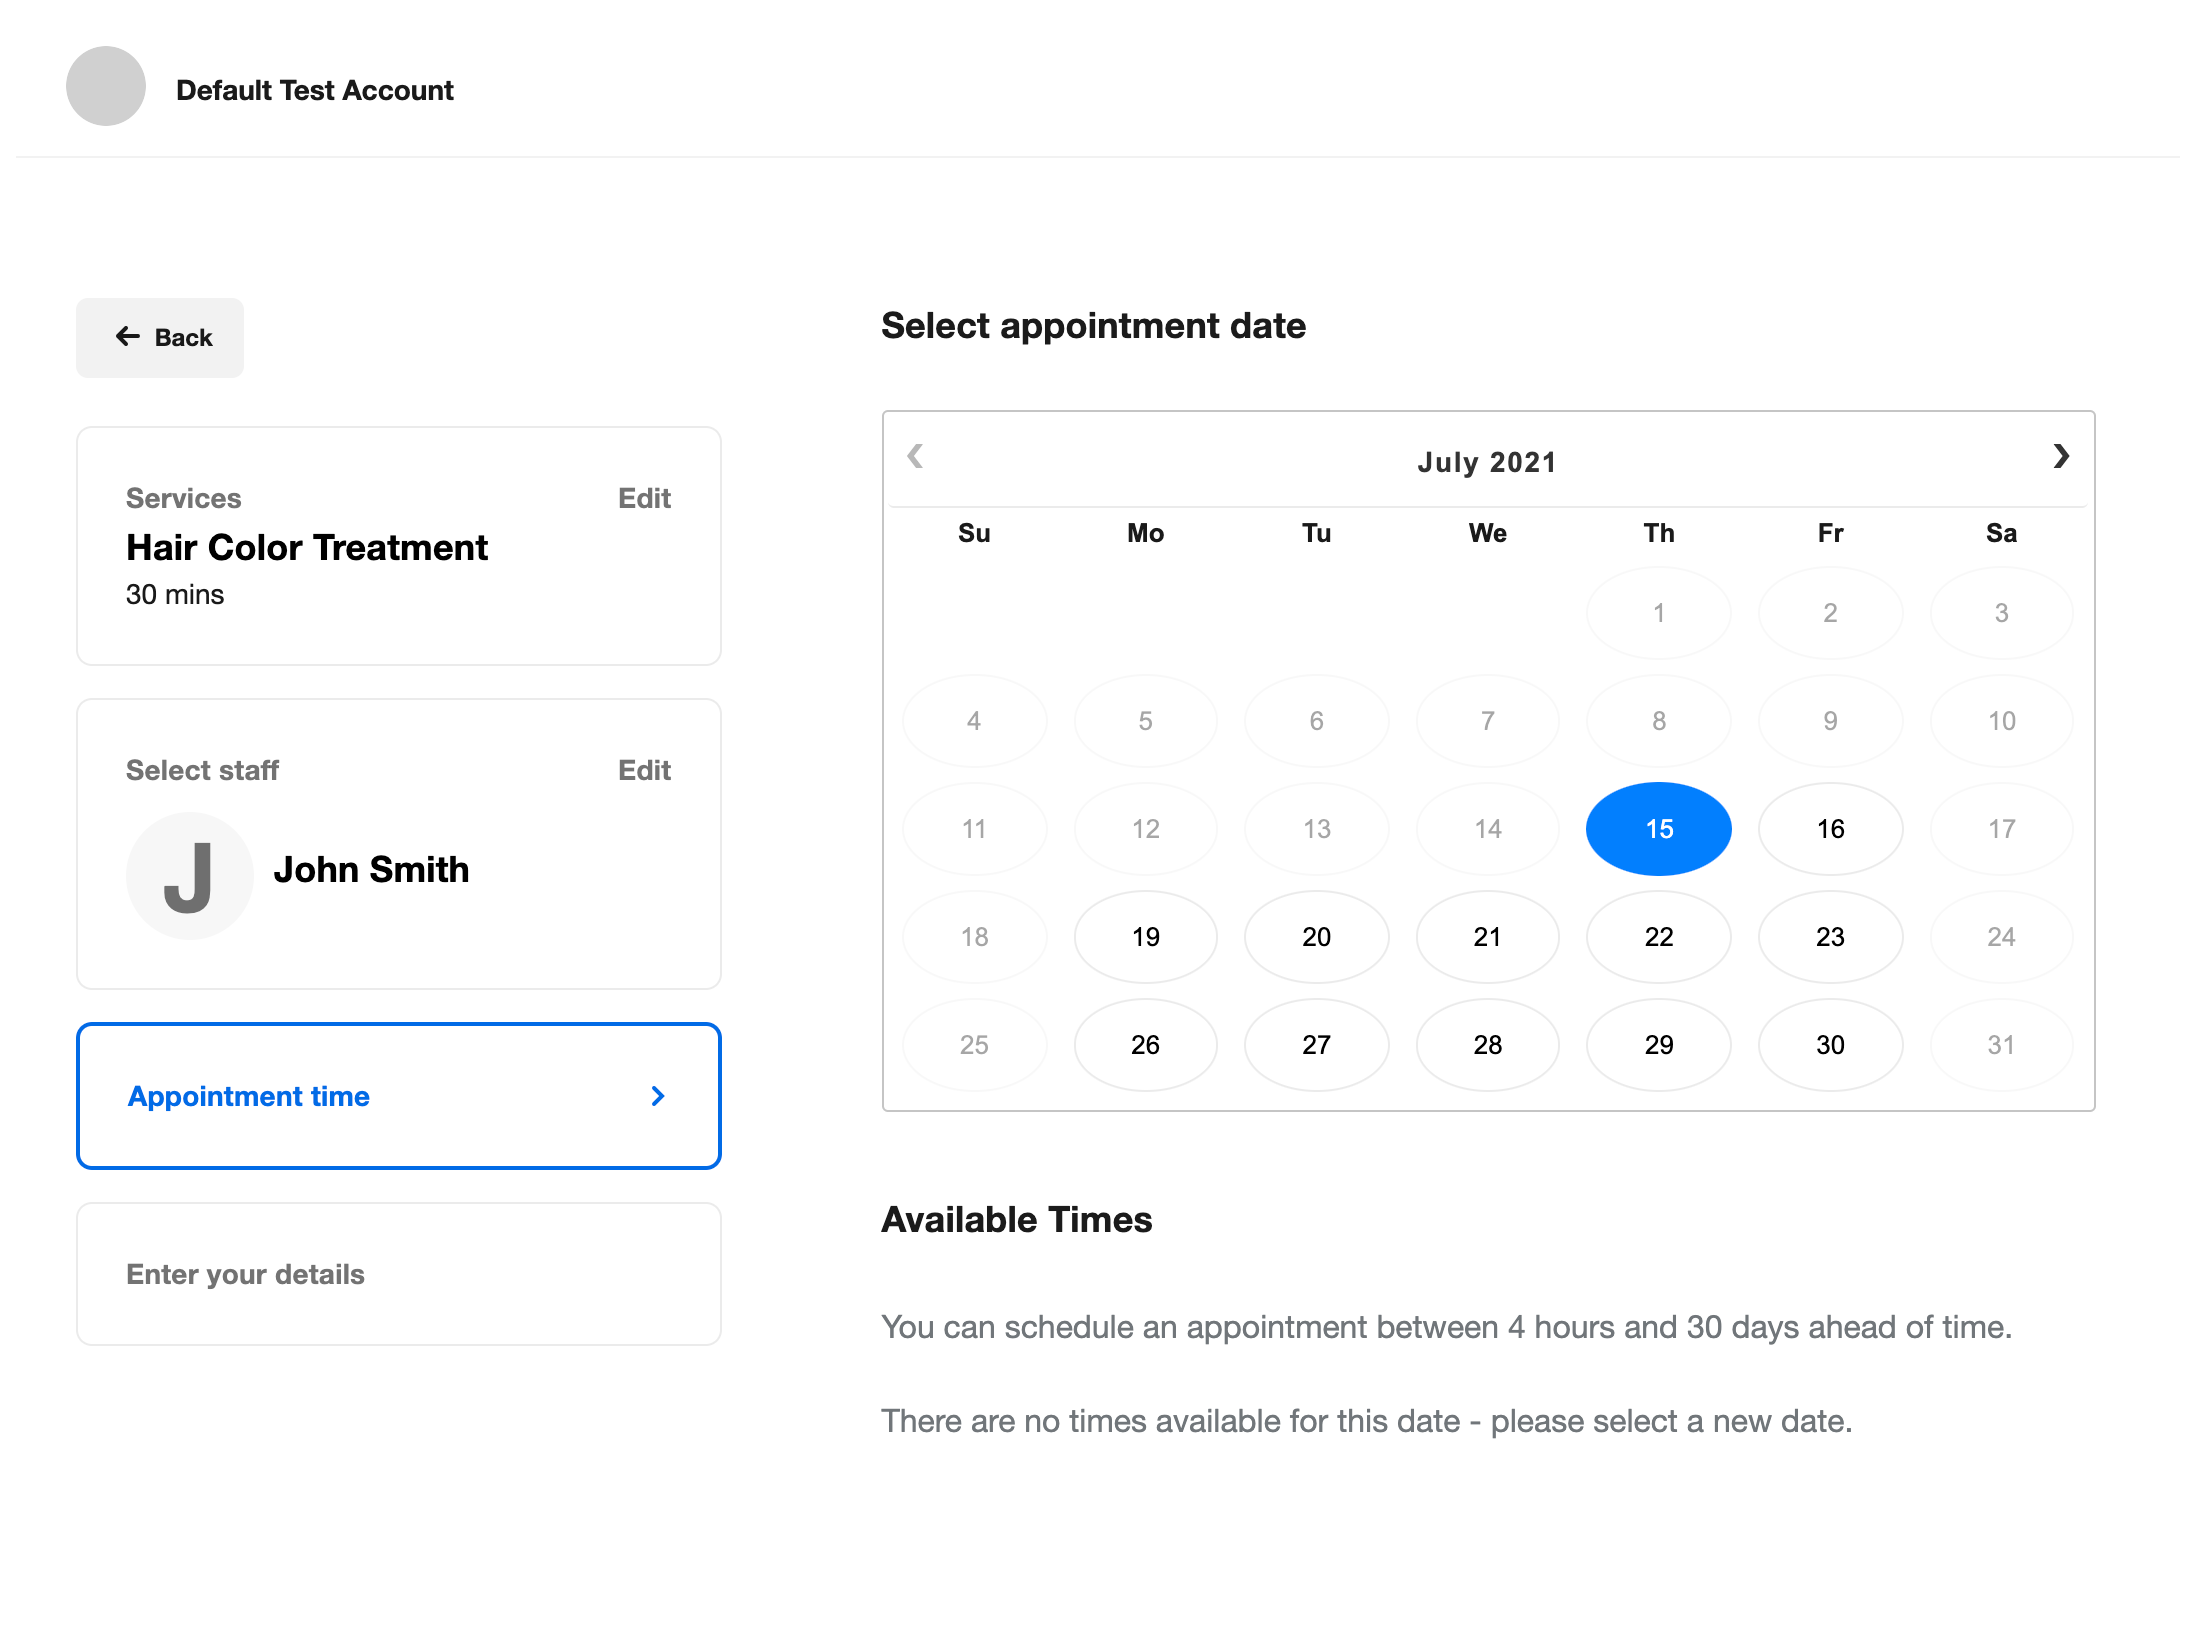 Default Test Account
Back
Services
Edit
Hair Color Treatment
30 mins
Select staff
Edit
J
John Smith
Appointment time
Enter your details
Select appointment date
July 2021
Su Mo Tu We Th Fr Sa
1 2 3
4 5 6 7 8 9 10
11 12 13 14 15 16 17
18 19 20 21 22 23 24
25 26 27 28 29 30 31
Available Times
You can schedule an appointment between 4 hours and 30 days ahead of time.
There are no times available for this date - please select a new date.